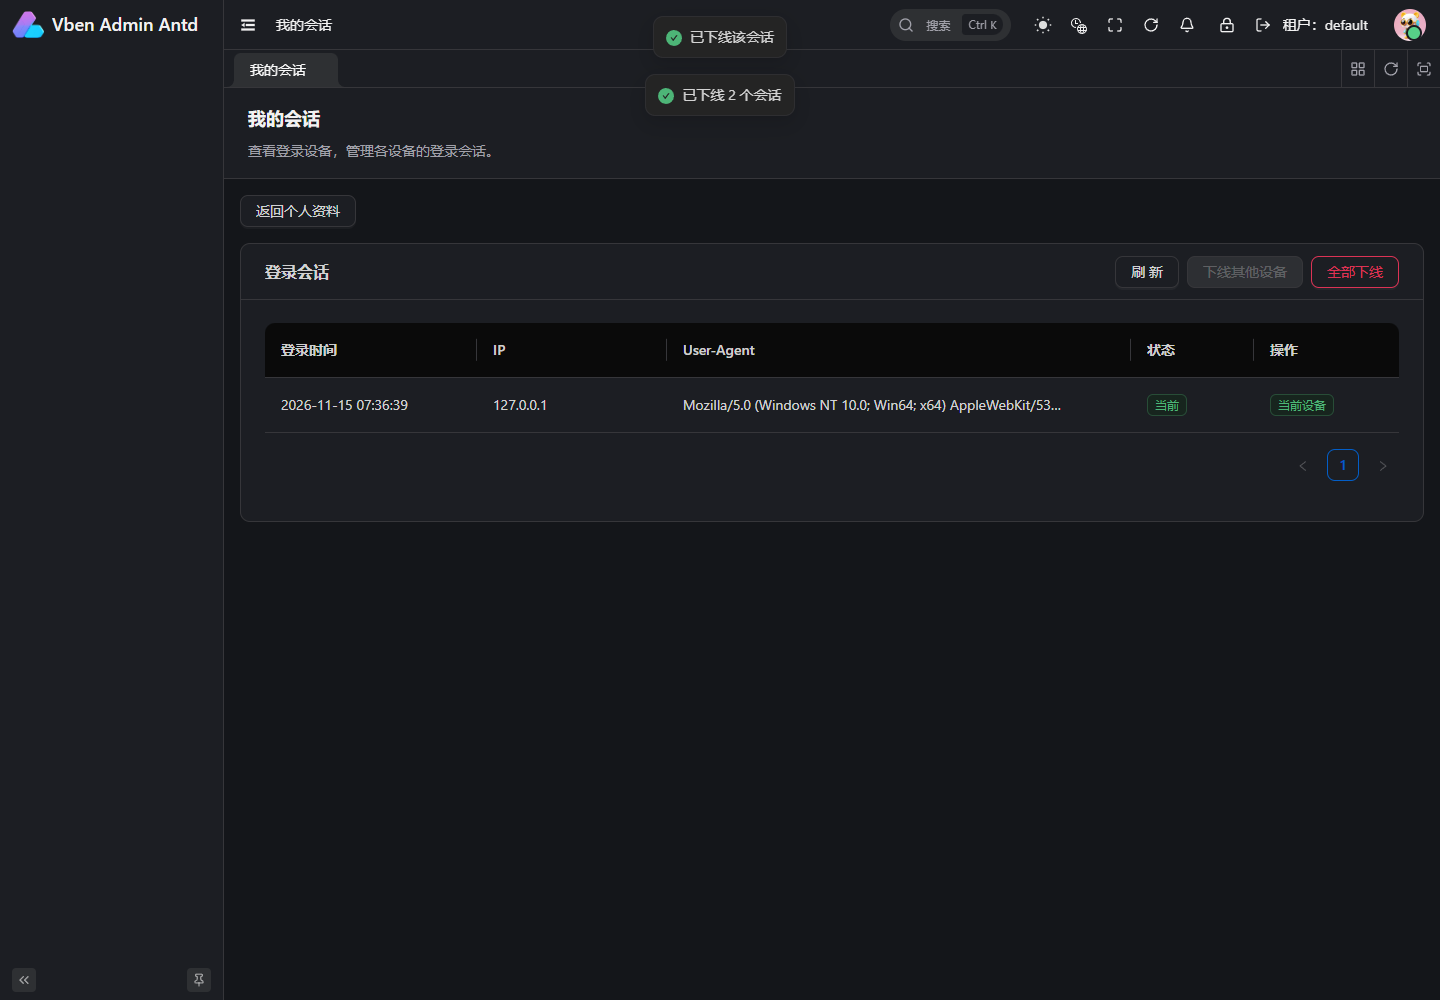 Vben Admin Antd
我的会话
搜索 Ctrl K
租户：default
已下线该会话
我的会话
已下线 2 个会话
我的会话
查看登录设备，管理各设备的登录会话。
返回个人资料
登录会话
刷 新
下线其他设备
全部下线
登录时间 IP User-Agent 状态 操作
2026-11-15 07:36:39 127.0.0.1 Mozilla/5.0 (Windows NT 10.0; Win64; x64) AppleWebKit/53... 当前 当前设备
1